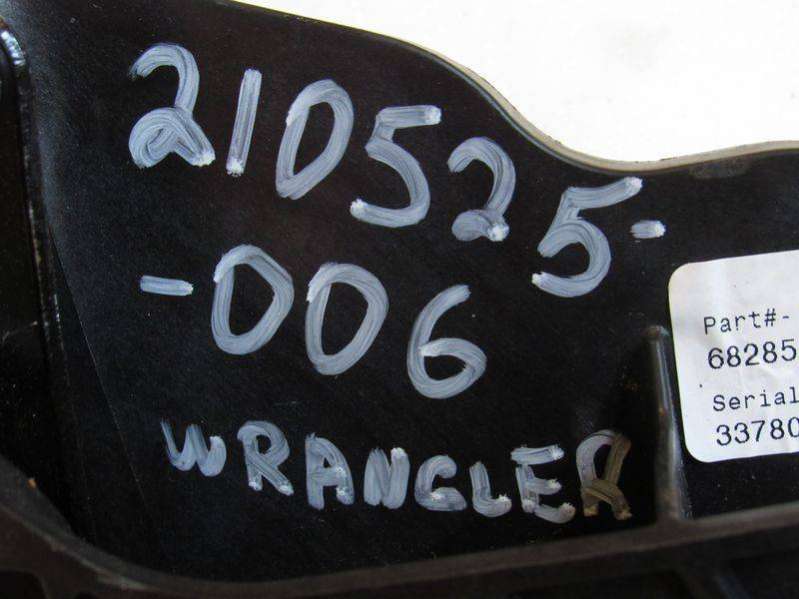 210525-
-006
WRANGLER
Part#-
68285
Serial
33780